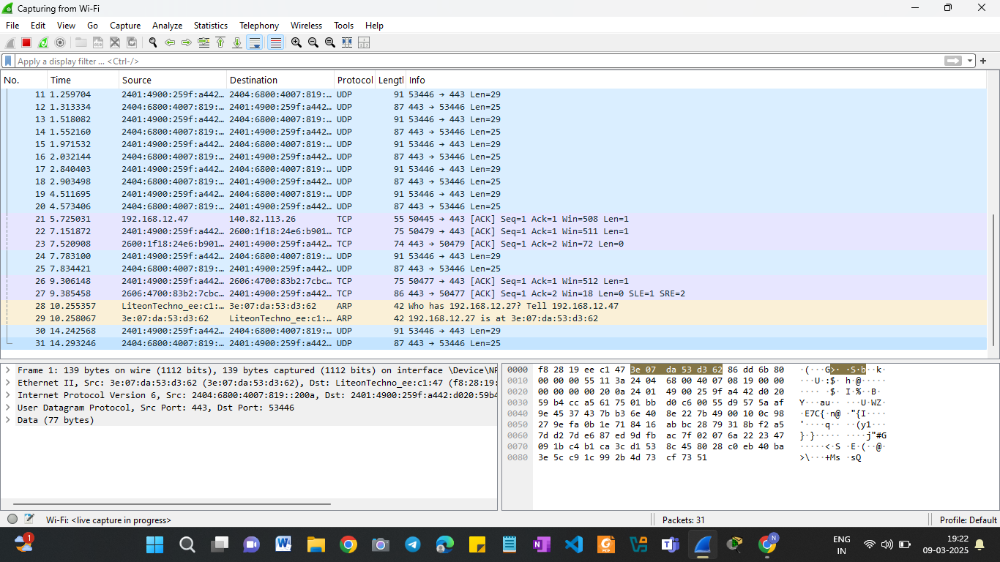 Capturing from Wi-Fi
File Edit View Go Capture Analyze Statistics Telephony Wireless Tools Help
Apply a display filter ... <Ctrl-/>
No. Time Source Destination Protocol Lengtl Info
11 1.259704 2401:4900:259f:a442… 2404:6800:4007:819:… UDP 91 53446 → 443 Len=29
12 1.313334 2404:6800:4007:819:… 2401:4900:259f:a442… UDP 87 443 → 53446 Len=25
13 1.518082 2401:4900:259f:a442… 2404:6800:4007:819:… UDP 91 53446 → 443 Len=29
14 1.552160 2404:6800:4007:819:… 2401:4900:259f:a442… UDP 87 443 → 53446 Len=25
15 1.971532 2401:4900:259f:a442… 2404:6800:4007:819:… UDP 91 53446 → 443 Len=29
16 2.032144 2404:6800:4007:819:… 2401:4900:259f:a442… UDP 87 443 → 53446 Len=25
17 2.840403 2401:4900:259f:a442… 2404:6800:4007:819:… UDP 91 53446 → 443 Len=29
18 2.903498 2404:6800:4007:819:… 2401:4900:259f:a442… UDP 87 443 → 53446 Len=25
19 4.511695 2401:4900:259f:a442… 2404:6800:4007:819:… UDP 91 53446 → 443 Len=29
20 4.573406 2404:6800:4007:819:… 2401:4900:259f:a442… UDP 87 443 → 53446 Len=25
21 5.725031 192.168.12.47 140.82.113.26 TCP 55 50445 → 443 [ACK] Seq=1 Ack=1 Win=508 Len=1
22 7.151872 2401:4900:259f:a442… 2600:1f18:24e6:b901… TCP 75 50479 → 443 [ACK] Seq=1 Ack=1 Win=511 Len=1
23 7.520908 2600:1f18:24e6:b901… 2401:4900:259f:a442… TCP 74 443 → 50479 [ACK] Seq=1 Ack=2 Win=72 Len=0
24 7.783100 2401:4900:259f:a442… 2404:6800:4007:819:… UDP 91 53446 → 443 Len=29
25 7.834421 2404:6800:4007:819:… 2401:4900:259f:a442… UDP 87 443 → 53446 Len=25
26 9.306148 2401:4900:259f:a442… 2606:4700:83b2:7cbc… TCP 75 50477 → 443 [ACK] Seq=1 Ack=1 Win=512 Len=1
27 9.385458 2606:4700:83b2:7cbc… 2401:4900:259f:a442… TCP 86 443 → 50477 [ACK] Seq=1 Ack=2 Win=18 Len=0 SLE=1 SRE=2
28 10.255357 LiteonTechno_ee:c1:… 3e:07:da:53:d3:62 ARP 42 Who has 192.168.12.27? Tell 192.168.12.47
29 10.258067 3e:07:da:53:d3:62 LiteonTechno_ee:c1:… ARP 42 192.168.12.27 is at 3e:07:da:53:d3:62
30 14.242568 2401:4900:259f:a442… 2404:6800:4007:819:… UDP 91 53446 → 443 Len=29
31 14.293246 2404:6800:4007:819:… 2401:4900:259f:a442… UDP 87 443 → 53446 Len=25
Frame 1: 139 bytes on wire (1112 bits), 139 bytes captured (1112 bits) on interface \Device\NP
Ethernet II, Src: 3e:07:da:53:d3:62 (3e:07:da:53:d3:62), Dst: LiteonTechno_ee:c1:47 (f8:28:19:
Internet Protocol Version 6, Src: 2404:6800:4007:819::200a, Dst: 2401:4900:259f:a442:d020:59b4
User Datagram Protocol, Src Port: 443, Dst Port: 53446
Data (77 bytes)
0000 f8 28 19 ee c1 47 3e 07 da 53 d3 62 86 dd 6b 80 ·(···G>· ·S·b··k·
0010 00 00 00 55 11 3a 24 04 68 00 40 07 08 19 00 00 ···U·:$· h·@·····
0020 00 00 00 00 20 0a 24 01 49 00 25 9f a4 42 d0 20 ···· ·$· I·%··B·
0030 59 b4 cc a5 61 75 01 bb d0 c6 00 55 d9 57 5a af Y···au·· ···U·WZ·
0040 9e 45 37 43 7b b3 6e 40 8e 22 7b 49 00 10 0c 98 ·E7C{·n@ ·"{I····
0050 27 9e fa 0b 1e 71 84 16 ab bc 28 79 31 8b f2 a5 '····q·· ··(y1···
0060 7d d2 7d e6 87 ed 9d fb ac 7f 02 07 6a 22 23 47 }·}····· ····j"#G
0070 09 1b c4 b1 ca 3c d1 53 8c 45 80 28 c0 eb 40 ba ·····<·S ·E·(··@·
0080 3e 5c c9 1c 99 2b 4d 73 cf 73 51 >\···+Ms ·sQ
Wi-Fi: <live capture in progress> Packets: 31 Profile: Default
1
ENG
IN
19:22
09-03-2025